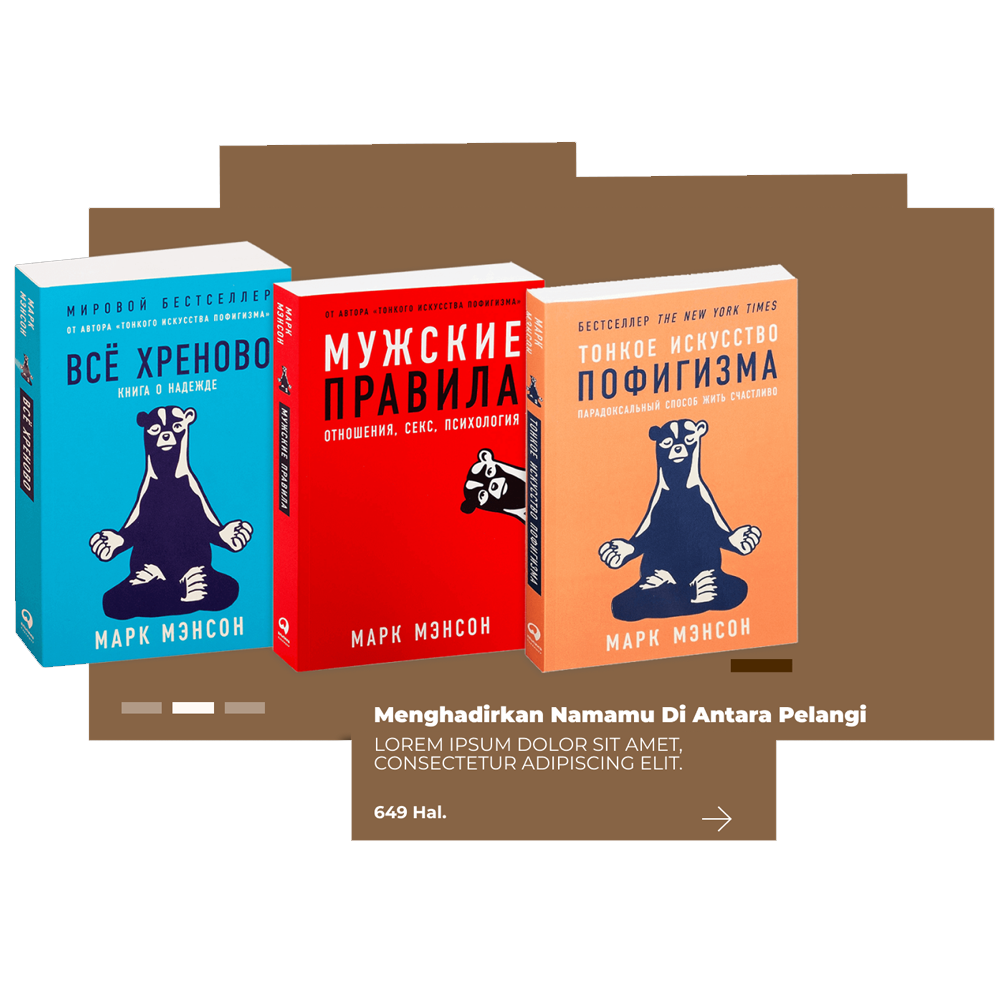 МИРОВОЙ БЕСТСЕЛЛЕР
ОТ АВТОРА «ТОНКОГО ИСКУССТВА ПОФИГИЗМА»
ВСЁ ХРЕНОВО
КНИГА О НАДЕЖДЕ
МАРК МЭНСОН
МАРК
МЭНСОН
ВСЁ ХРЕНОВО
ОТ АВТОРА «ТОНКОГО ИСКУССТВА ПОФИГИЗМА»
МУЖСКИЕ
ПРАВИЛА
ОТНОШЕНИЯ, СЕКС, ПСИХОЛОГИЯ
МАРК МЭНСОН
МАРК
МЭНСОН
МУЖСКИЕ ПРАВИЛА
БЕСТСЕЛЛЕР THE NEW YORK TIMES
ТОНКОЕ ИСКУССТВО
ПОФИГИЗМА
ПАРАДОКСАЛЬНЫЙ СПОСОБ ЖИТЬ СЧАСТЛИВО
МАРК МЭНСОН
МАРК
МЭНСОН
ТОНКОЕ ИСКУССТВО ПОФИГИЗМА
Menghadirkan Namamu Di Antara Pelangi
LOREM IPSUM DOLOR SIT AMET,
CONSECTETUR ADIPISCING ELIT.
649 Hal.